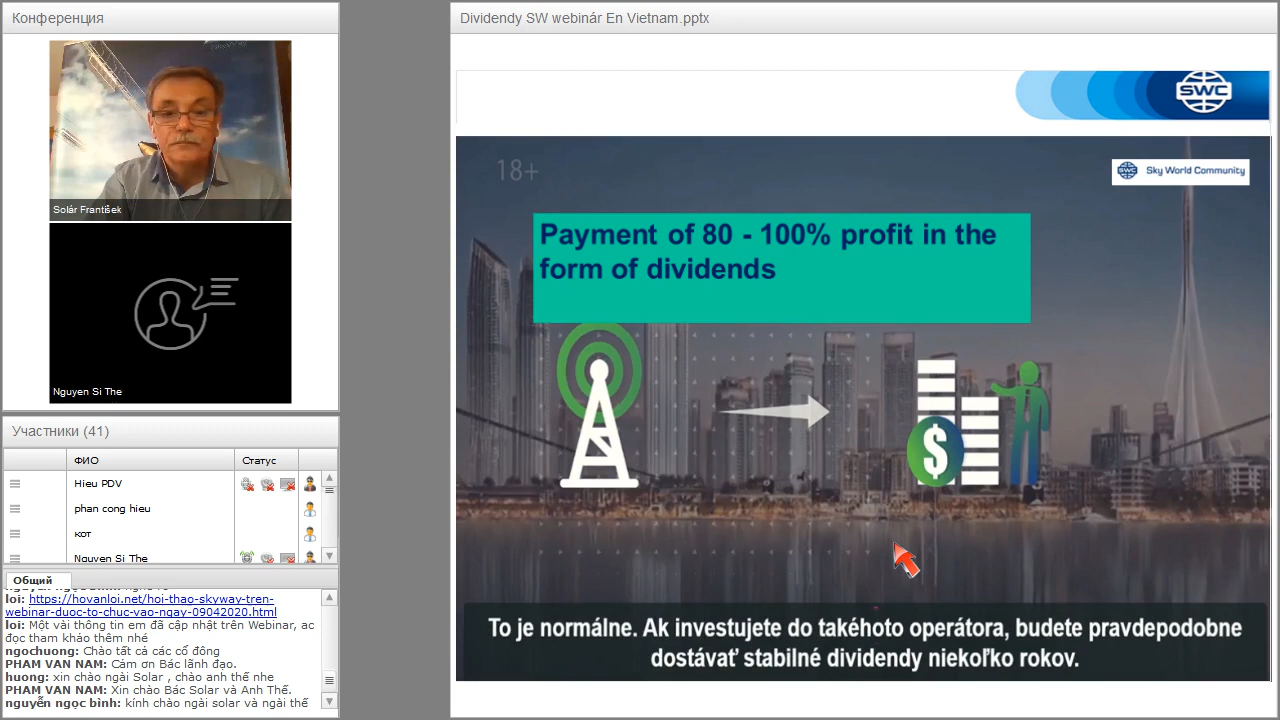 Конференция
Solár František
Nguyen Si The
Участники (41)
ФИО
Статус
Hieu PDV
phan cong hieu
кот
Nguyen Si The
Общий
loi: https://hovanloi.net/hoi-thao-skyway-tren-
webinar-duoc-to-chuc-vao-ngay-09042020.html
loi: Một vài thông tin em đã cập nhật trên Webinar, ac
đọc tham khảo thêm nhé
ngochuong: Chào tất cả các cổ đông
PHAM VAN NAM: Cảm ơn Bác lãnh đạo.
huong: xin chào ngài Solar , chào anh thế nhe
PHAM VAN NAM: Xin chào Bác Solar và Anh Thế.
nguyễn ngọc bình: kính chào ngài solar và ngài thế
Dividendy SW webinár En Vietnam.pptx
SWC
18+
SWC Sky World Community
Payment of 80 - 100% profit in the
form of dividends
$
To je normálne. Ak investujete do takéhoto operátora, budete pravdepodobne
dostávať stabilné dividendy niekoľko rokov.